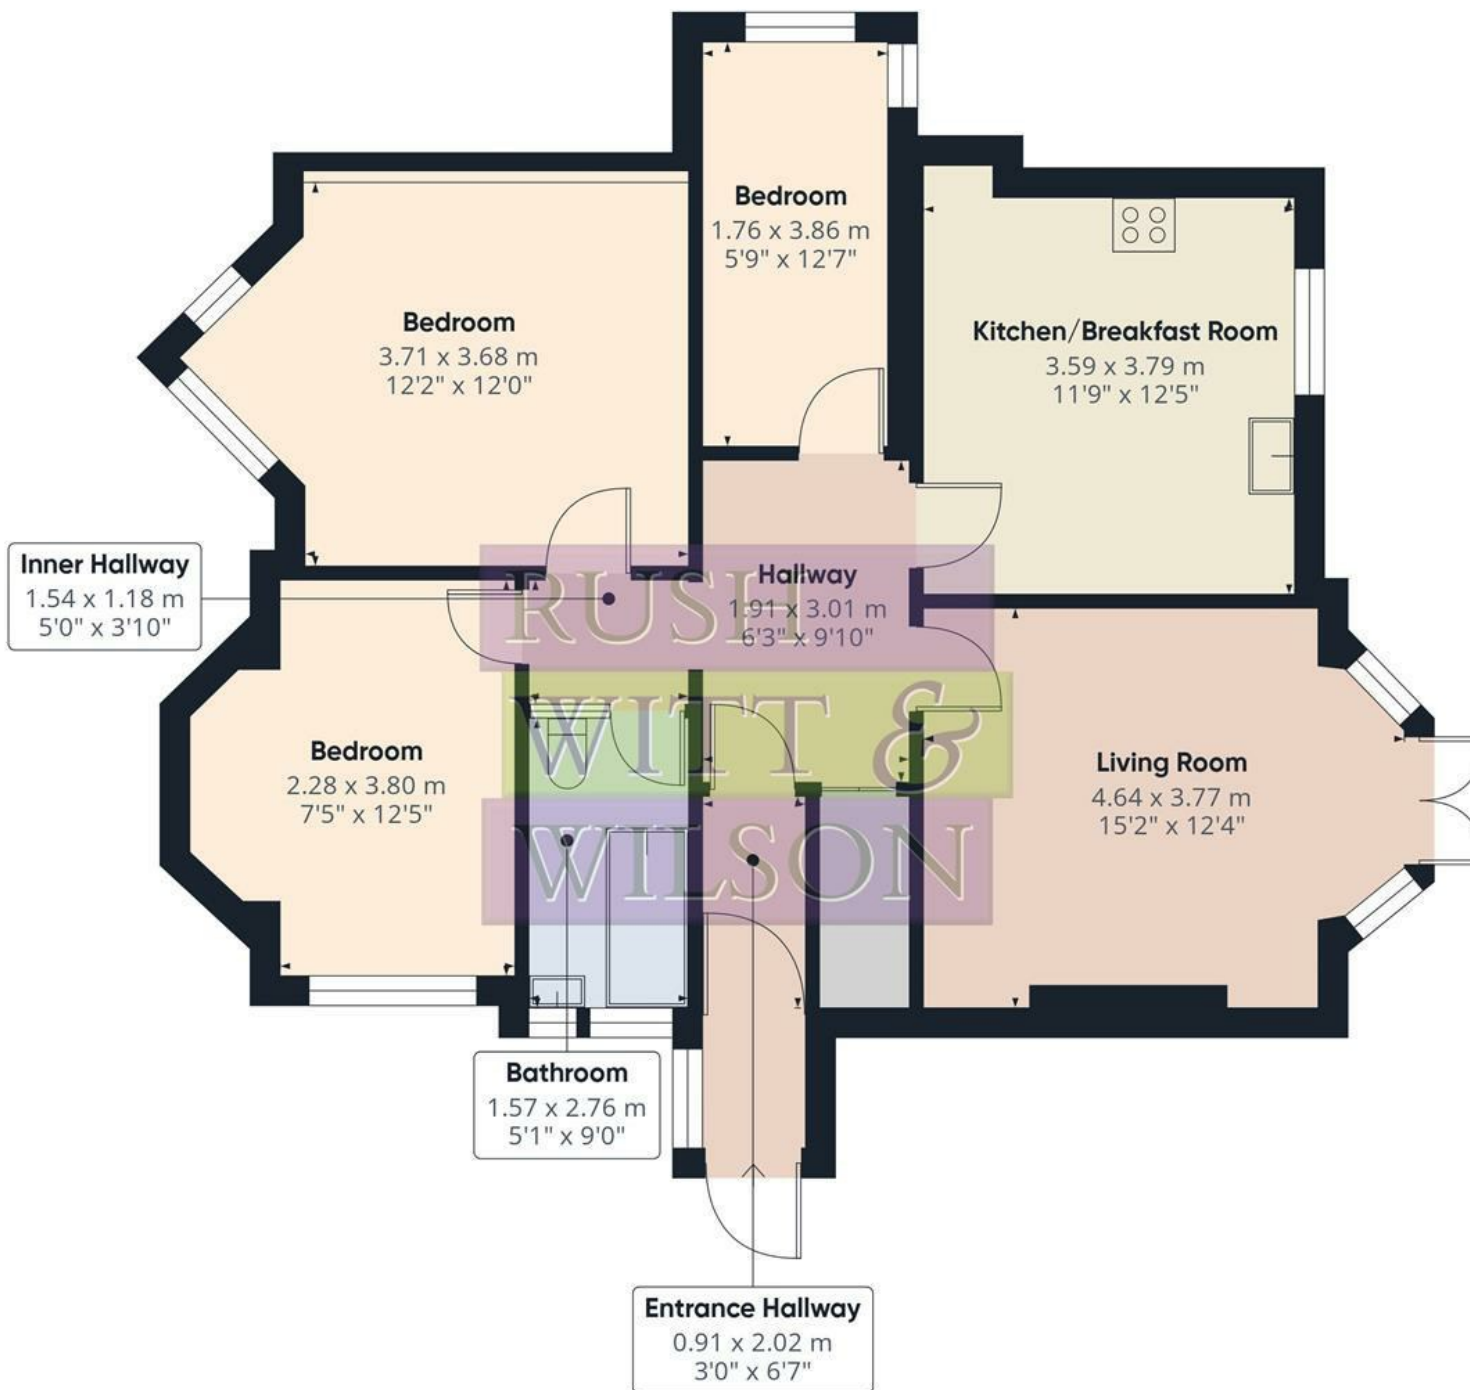 Bedroom
1.76 x 3.86 m
5'9" x 12'7"
Bedroom
3.71 x 3.68 m
12'2" x 12'0"
Kitchen/Breakfast Room
3.59 x 3.79 m
11'9" x 12'5"
Inner Hallway
1.54 x 1.18 m
5'0" x 3'10"
Hallway
1.91 x 3.01 m
6'3" x 9'10"
RUSH
WITT &
WILSON
Bedroom
2.28 x 3.80 m
7'5" x 12'5"
Living Room
4.64 x 3.77 m
15'2" x 12'4"
Bathroom
1.57 x 2.76 m
5'1" x 9'0"
Entrance Hallway
0.91 x 2.02 m
3'0" x 6'7"